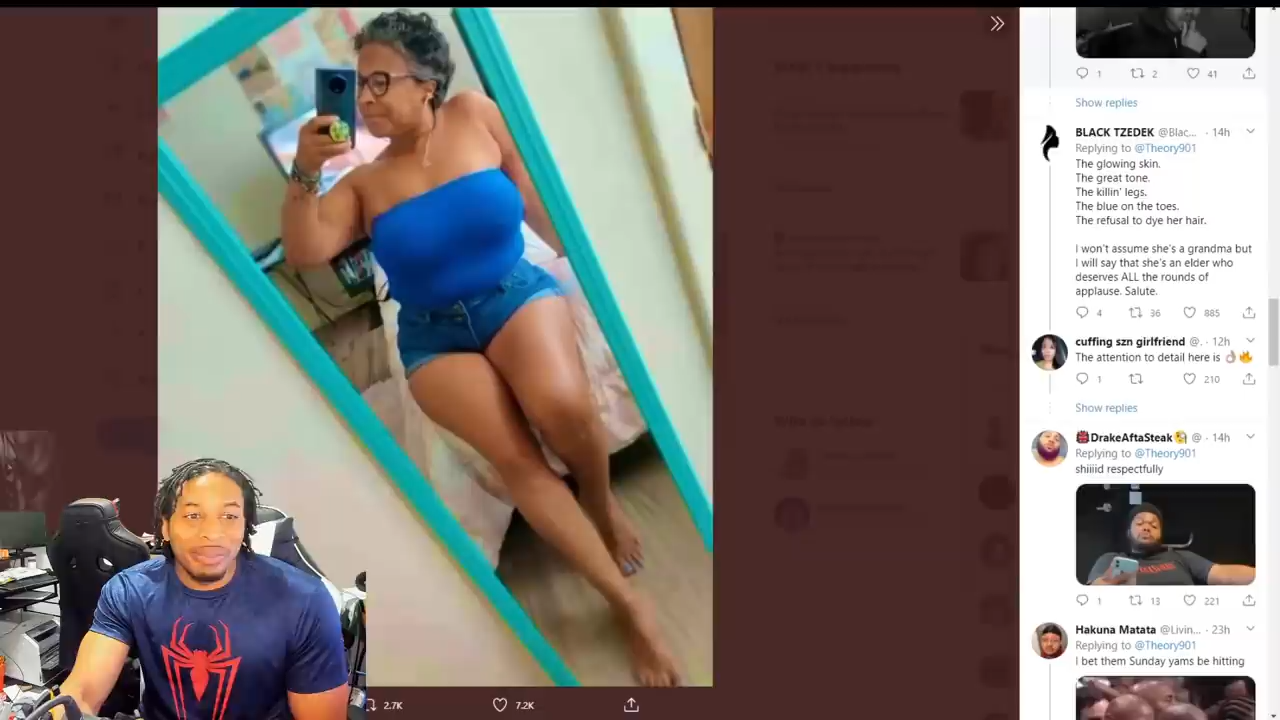 1 2 41
Show replies
BLACK TZEDEK @Blac... · 14h
Replying to @Theory901
The glowing skin.
The great tone.
The killin' legs.
The blue on the toes.
The refusal to dye her hair.
I won't assume she's a grandma but
I will say that she's an elder who
deserves ALL the rounds of
applause. Salute.
4 36 885
cuffing szn girlfriend @. · 12h
The attention to detail here is 👌🏾🔥
1 210
Show replies
👹DrakeAftaSteak🧐 @ · 14h
Replying to @Theory901
shiiiid respectfully
1 13 221
Hakuna Matata @Livin... · 23h
Replying to @Theory901
I bet them Sunday yams be hitting
2.7K 7.2K